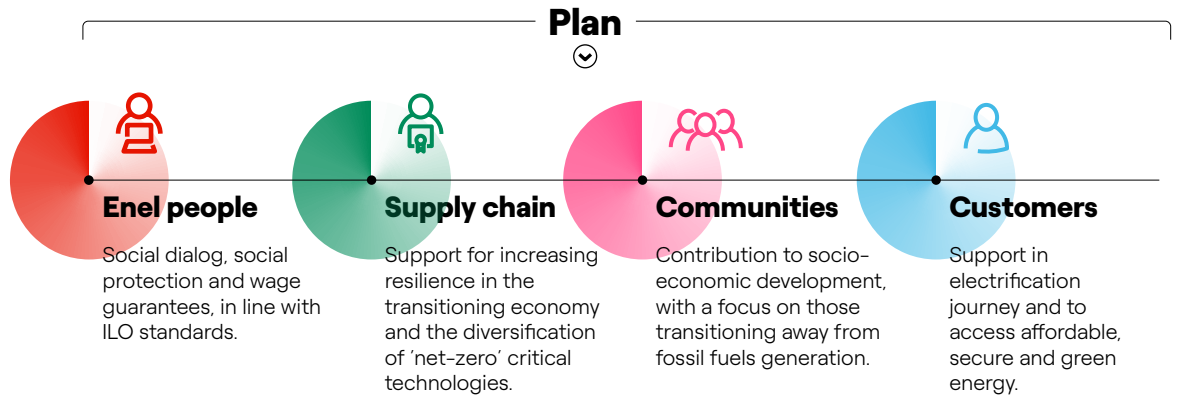 Plan
Enel people
Social dialog, social
protection and wage
guarantees, in line with
ILO standards.
Supply chain
Support for increasing
resilience in the
transitioning economy
and the diversification
of ‘net-zero’ critical
technologies.
Communities
Contribution to socio-
economic development,
with a focus on those
transitioning away from
fossil fuels generation.
Customers
Support in
electrification
journey and to
access affordable,
secure and green
energy.